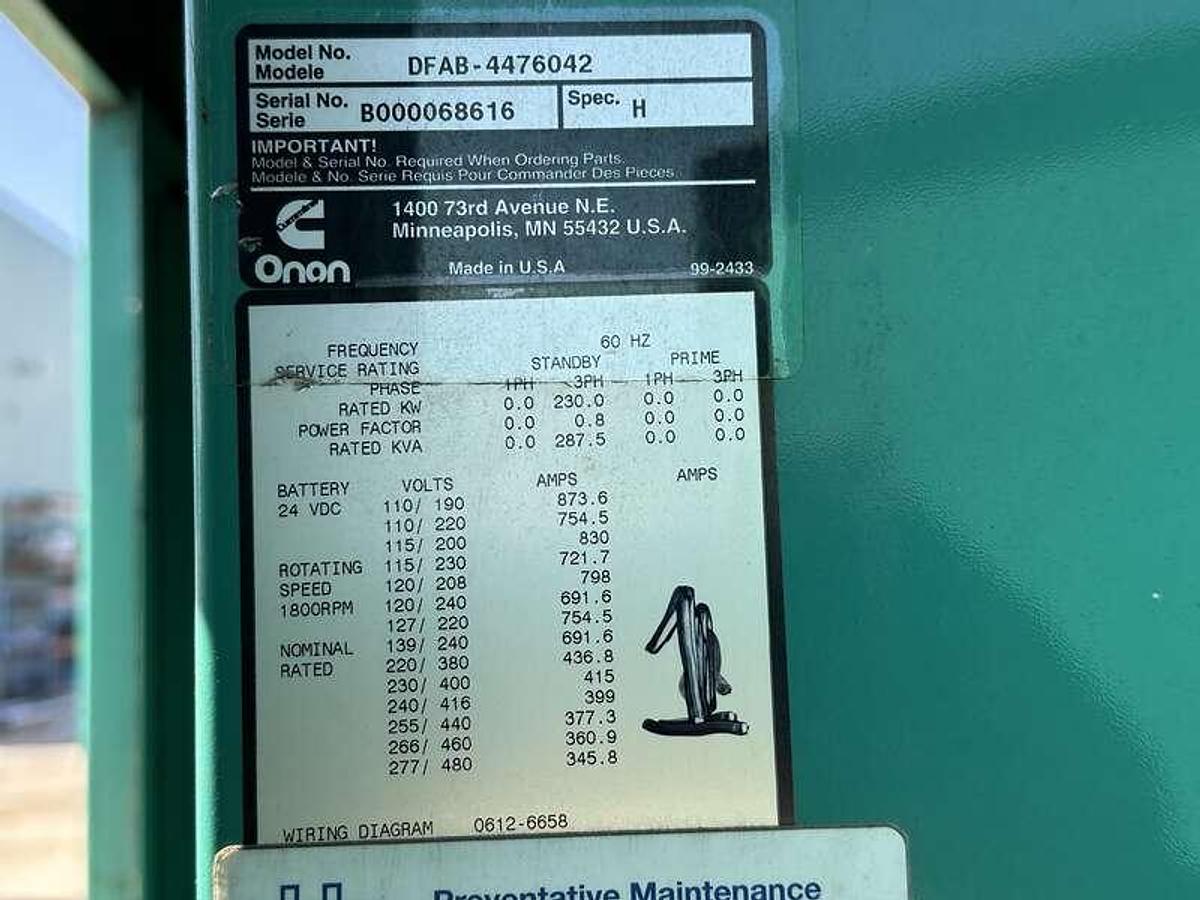 Model No.
Modele DFAB-4476042
Serial No.
Serie B000068616 Spec. H
IMPORTANT!
Model & Serial No. Required When Ordering Parts.
Modele & No. Serie Requis Pour Commander Des Pieces
Cummins
Onan
1400 73rd Avenue N.E.
Minneapolis, MN 55432 U.S.A.
Made in U.S.A 99-2433
FREQUENCY 60 HZ
SERVICE RATING STANDBY PRIME
PHASE 1PH 3PH 1PH 3PH
RATED KW 0.0 230.0 0.0 0.0
POWER FACTOR 0.0 0.8 0.0 0.0
RATED KVA 0.0 287.5 0.0 0.0
BATTERY VOLTS AMPS AMPS
24 VDC 110/ 190 873.6
110/ 220 754.5
115/ 200 830
ROTATING 115/ 230 721.7
SPEED 120/ 208 798
1800RPM 120/ 240 691.6
127/ 220 754.5
NOMINAL 139/ 240 691.6
RATED 220/ 380 436.8
230/ 400 415
240/ 416 399
255/ 440 377.3
266/ 460 360.9
277/ 480 345.8
WIRING DIAGRAM 0612-6658
Preventative Maintenance